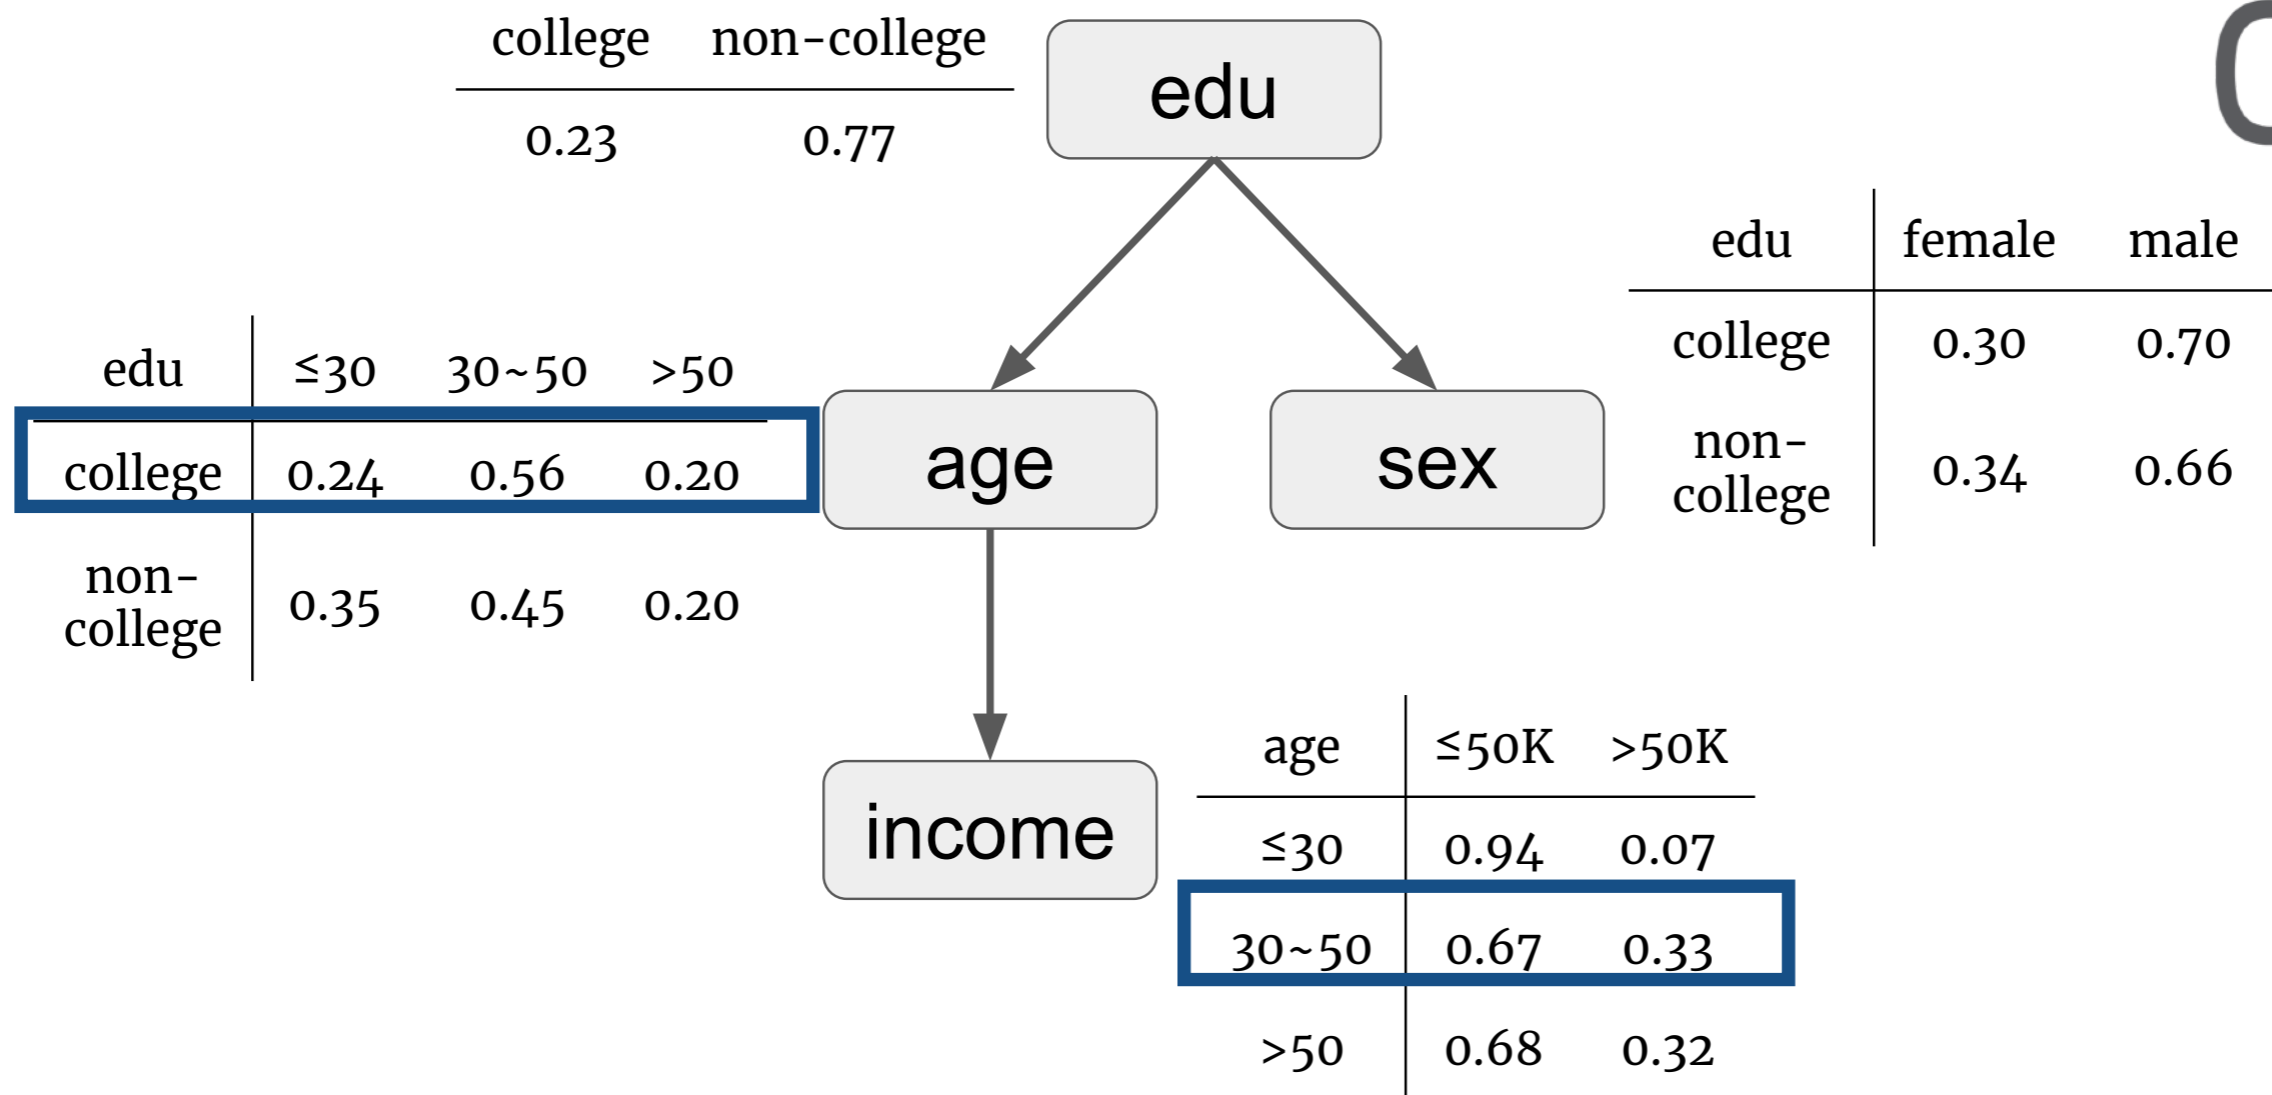 college non-college
0.23 0.77
edu
edu female male
college 0.30 0.70
non-
college 0.34 0.66
edu ≤30 30~50 >50
college 0.24 0.56 0.20
non-
college 0.35 0.45 0.20
age
sex
income
age ≤50K >50K
≤30 0.94 0.07
30~50 0.67 0.33
>50 0.68 0.32